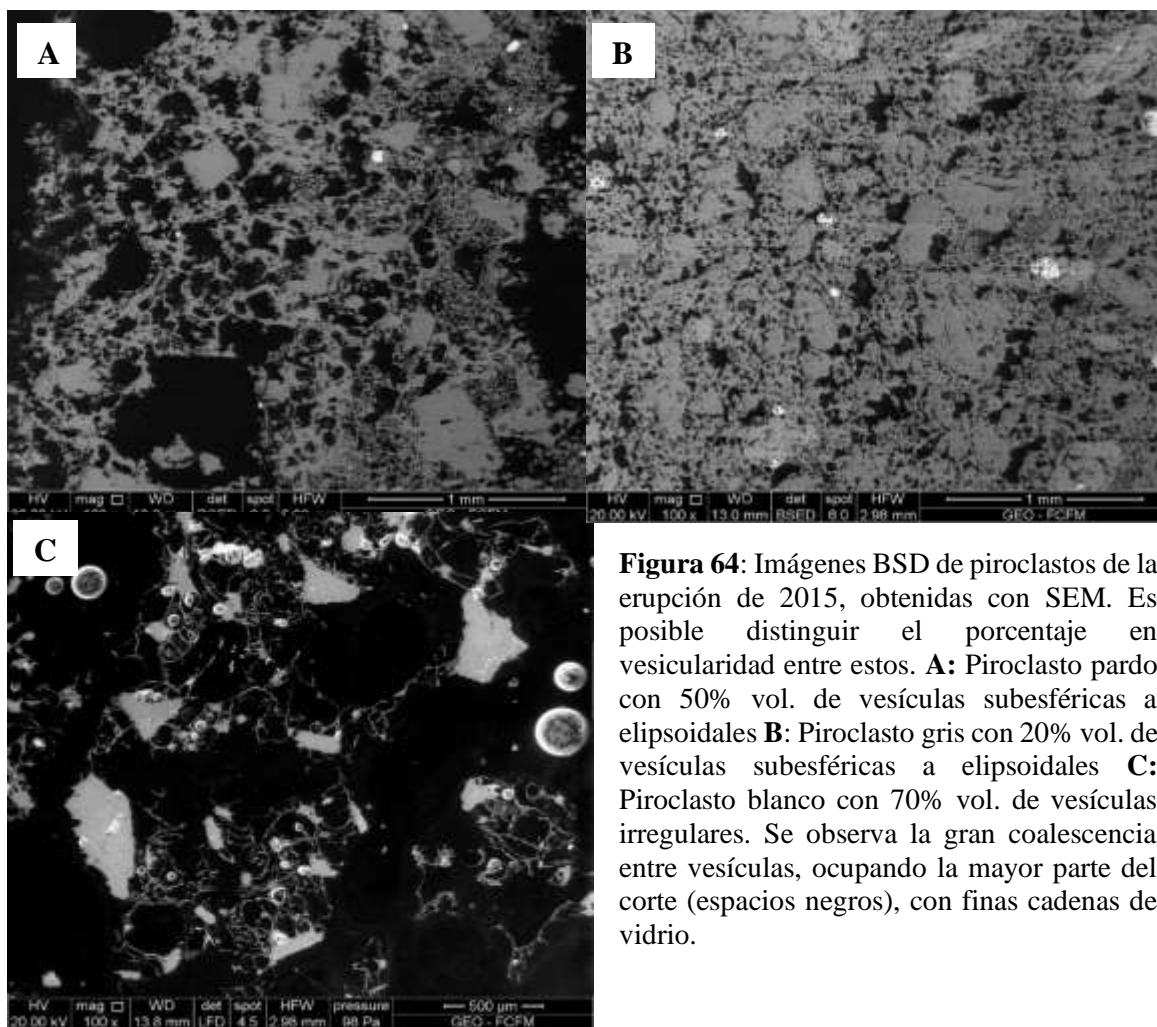 A
B
HV mag □ WD det spot HFW 1 mm
HV mag □ WD det spot HFW 1 mm
20.00 kV 100 x 13.0 mm BSED 6.0 2.98 mm GEO - FCFM
C
HV mag □ WD det spot HFW pressure 500 µm
20.00 kV 100 x 13.8 mm LFD 4.5 2.98 mm 98 Pa GEO - FCFM
Figura 64: Imágenes BSD de piroclastos de la
erupción de 2015, obtenidas con SEM. Es
posible distinguir el porcentaje en
vesicularidad entre estos. A: Piroclasto pardo
con 50% vol. de vesículas subesféricas a
elipsoidales B: Piroclasto gris con 20% vol. de
vesículas subesféricas a elipsoidales C:
Piroclasto blanco con 70% vol. de vesículas
irregulares. Se observa la gran coalescencia
entre vesículas, ocupando la mayor parte del
corte (espacios negros), con finas cadenas de
vidrio.